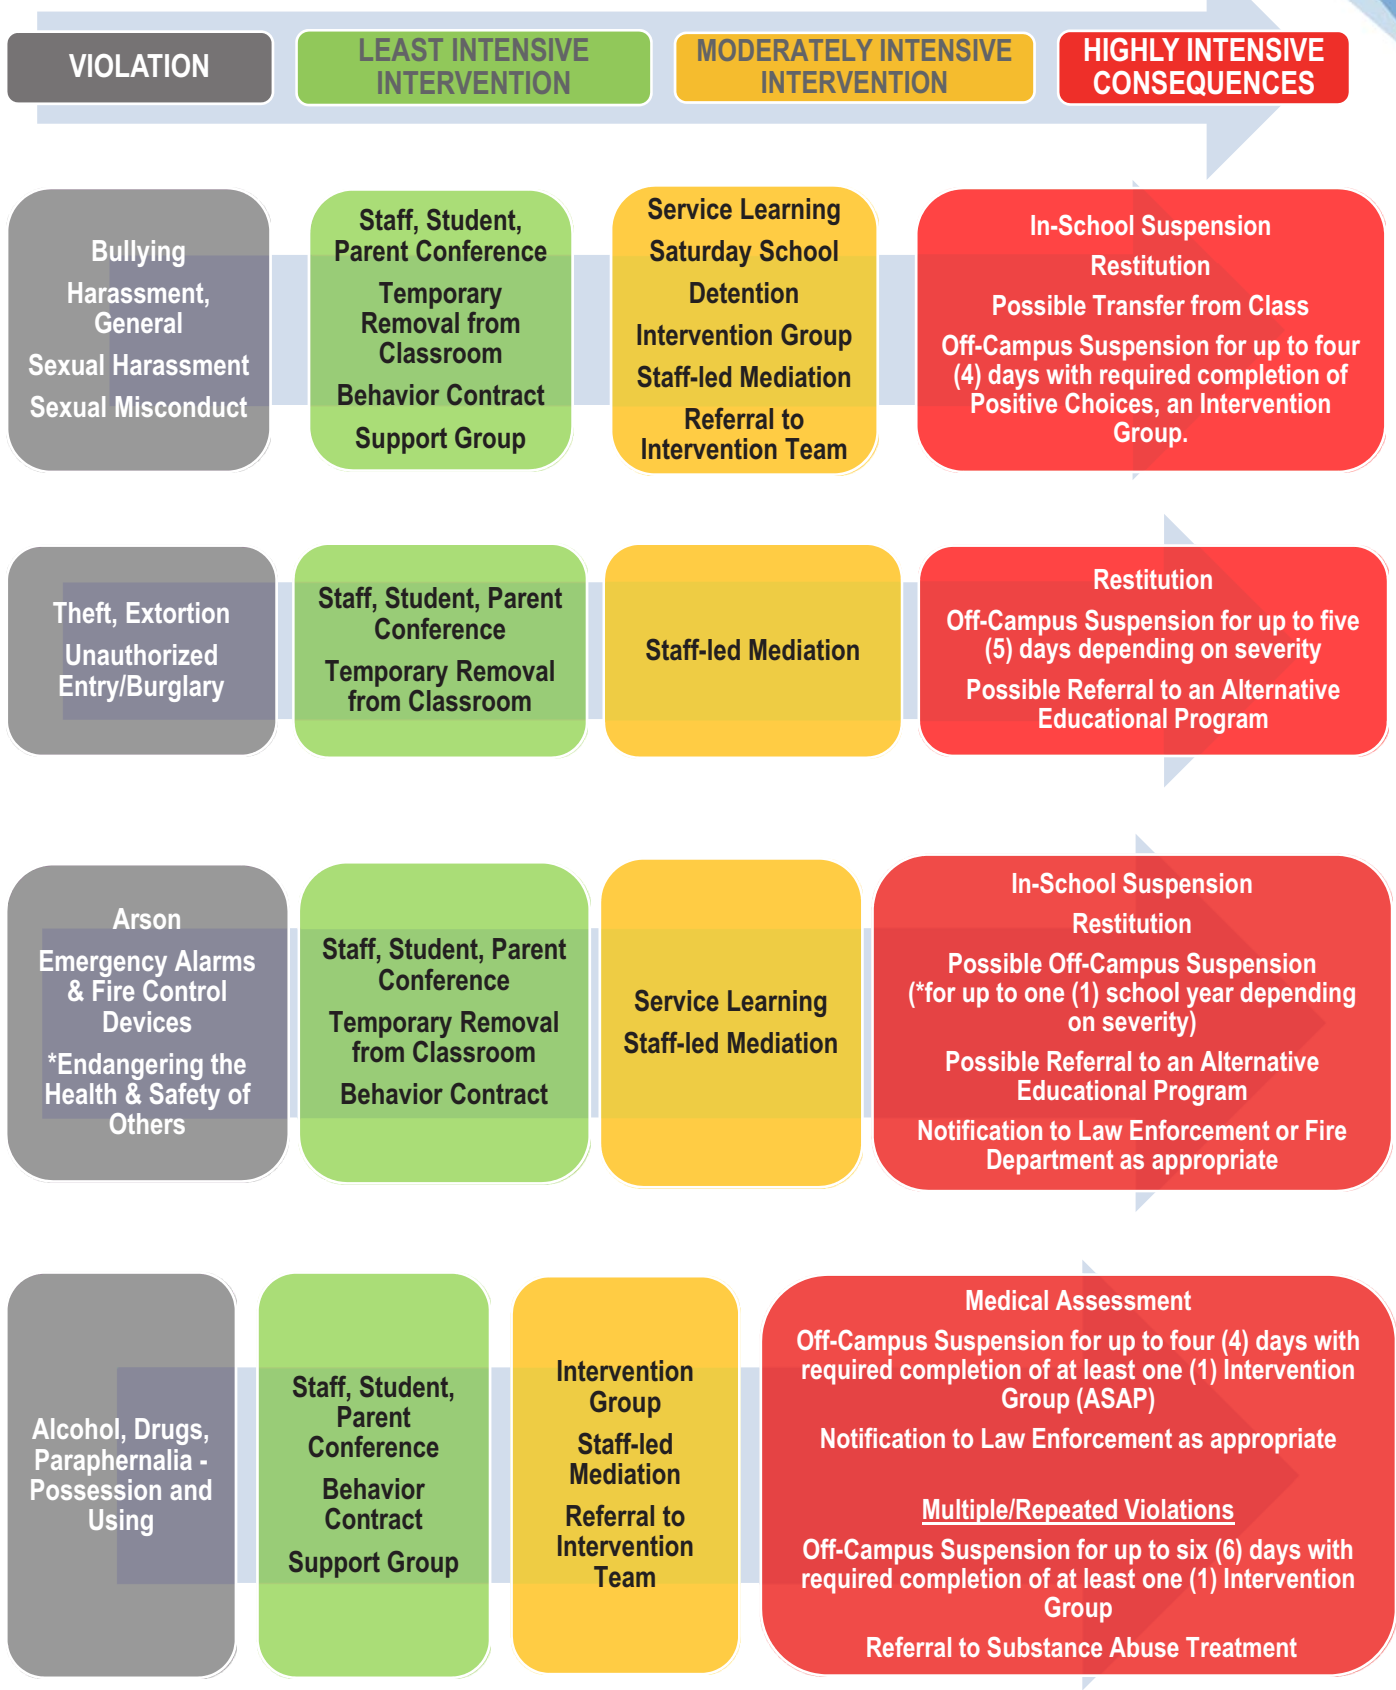 VIOLATION
LEAST INTENSIVE
INTERVENTION
MODERATELY INTENSIVE
INTERVENTION
HIGHLY INTENSIVE
CONSEQUENCES
Bullying
Harassment,
General
Sexual Harassment
Sexual Misconduct
Staff, Student,
Parent Conference
Temporary
Removal from
Classroom
Behavior Contract
Support Group
Service Learning
Saturday School
Detention
Intervention Group
Staff-led Mediation
Referral to
Intervention Team
In-School Suspension
Restitution
Possible Transfer from Class
Off-Campus Suspension for up to four
(4) days with required completion of
Positive Choices, an Intervention
Group.
Theft, Extortion
Unauthorized
Entry/Burglary
Staff, Student, Parent
Conference
Temporary Removal
from Classroom
Staff-led Mediation
Restitution
Off-Campus Suspension for up to five
(5) days depending on severity
Possible Referral to an Alternative
Educational Program
Arson
Emergency Alarms
& Fire Control
Devices
*Endangering the
Health & Safety of
Others
Staff, Student, Parent
Conference
Temporary Removal
from Classroom
Behavior Contract
Service Learning
Staff-led Mediation
In-School Suspension
Restitution
Possible Off-Campus Suspension
(*for up to one (1) school year depending
on severity)
Possible Referral to an Alternative
Educational Program
Notification to Law Enforcement or Fire
Department as appropriate
Alcohol, Drugs,
Paraphernalia -
Possession and
Using
Staff, Student,
Parent
Conference
Behavior
Contract
Support Group
Intervention
Group
Staff-led
Mediation
Referral to
Intervention
Team
Medical Assessment
Off-Campus Suspension for up to four (4) days with
required completion of at least one (1) Intervention
Group (ASAP)
Notification to Law Enforcement as appropriate
Multiple/Repeated Violations
Off-Campus Suspension for up to six (6) days with
required completion of at least one (1) Intervention
Group
Referral to Substance Abuse Treatment